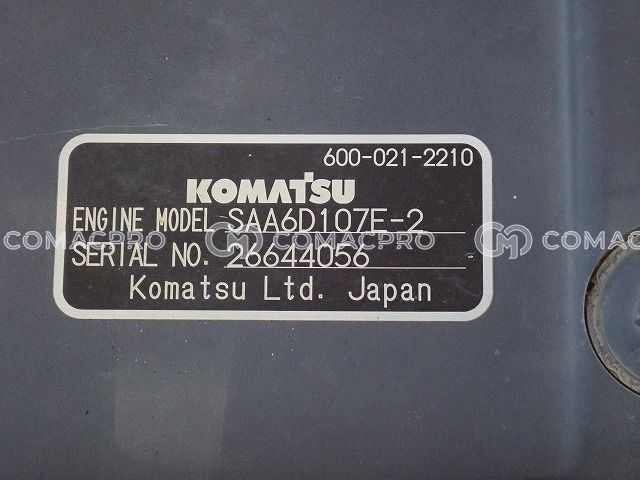 600-021-2210
KOMATSU
ENGINE MODEL SAA6D107E-2
COMACPRO COMACPRO COMACPRO
SERIAL NO. 26644056
Komatsu Ltd. Japan